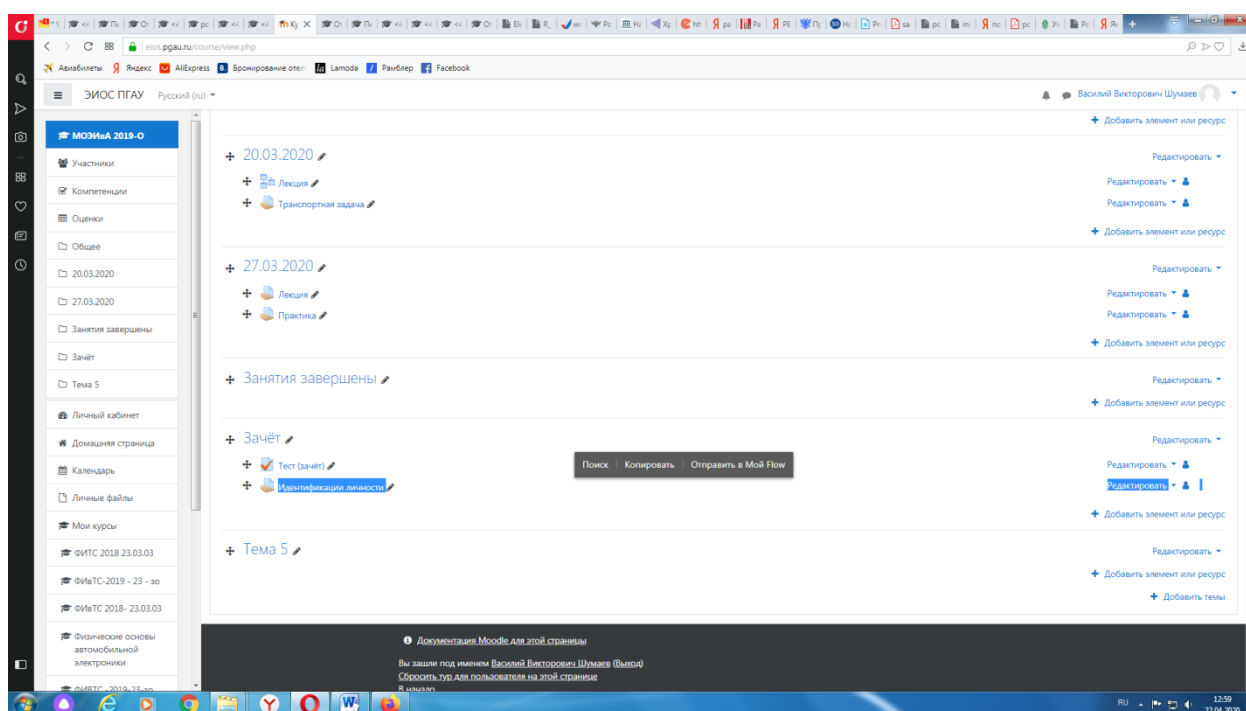 eios.pgau.ru/course/view.php
Авиабилеты Яндекс AliExpress Lamoda Рамблер Facebook
ЭИОС ПГАУ Русский (ru)
Василий Викторович Шумаев
МОЭИвА 2019-О
Участники
Компетенции
Оценки
Общее
20.03.2020
27.03.2020
Занятия завершены
Зачёт
Тема 5
Личный кабинет
Домашняя страница
Календарь
Личные файлы
Мои курсы
ФИТС 2018 23.03.03
ФИвТС-2019 - 23 - зо
ФИвТС 2018- 23.03.03
Физические основы
автомобильной
электроники
Добавить элемент или ресурс
20.03.2020 Редактировать
Лекция Редактировать
Транспортная задача Редактировать
Добавить элемент или ресурс
27.03.2020 Редактировать
Лекция Редактировать
Практика Редактировать
Добавить элемент или ресурс
Занятия завершены Редактировать
Добавить элемент или ресурс
Зачёт Редактировать
Тест (зачёт) Редактировать
Поиск Копировать Отправить в Мой Flow
Идентификации личности Редактировать
Добавить элемент или ресурс
Тема 5 Редактировать
Добавить элемент или ресурс
Добавить темы
Документация Moodle для этой страницы
Вы зашли под именем Василий Викторович Шумаев (Выход)
Сбросить тур для пользователя на этой странице
В начало
RU 12:59
22.04.2020